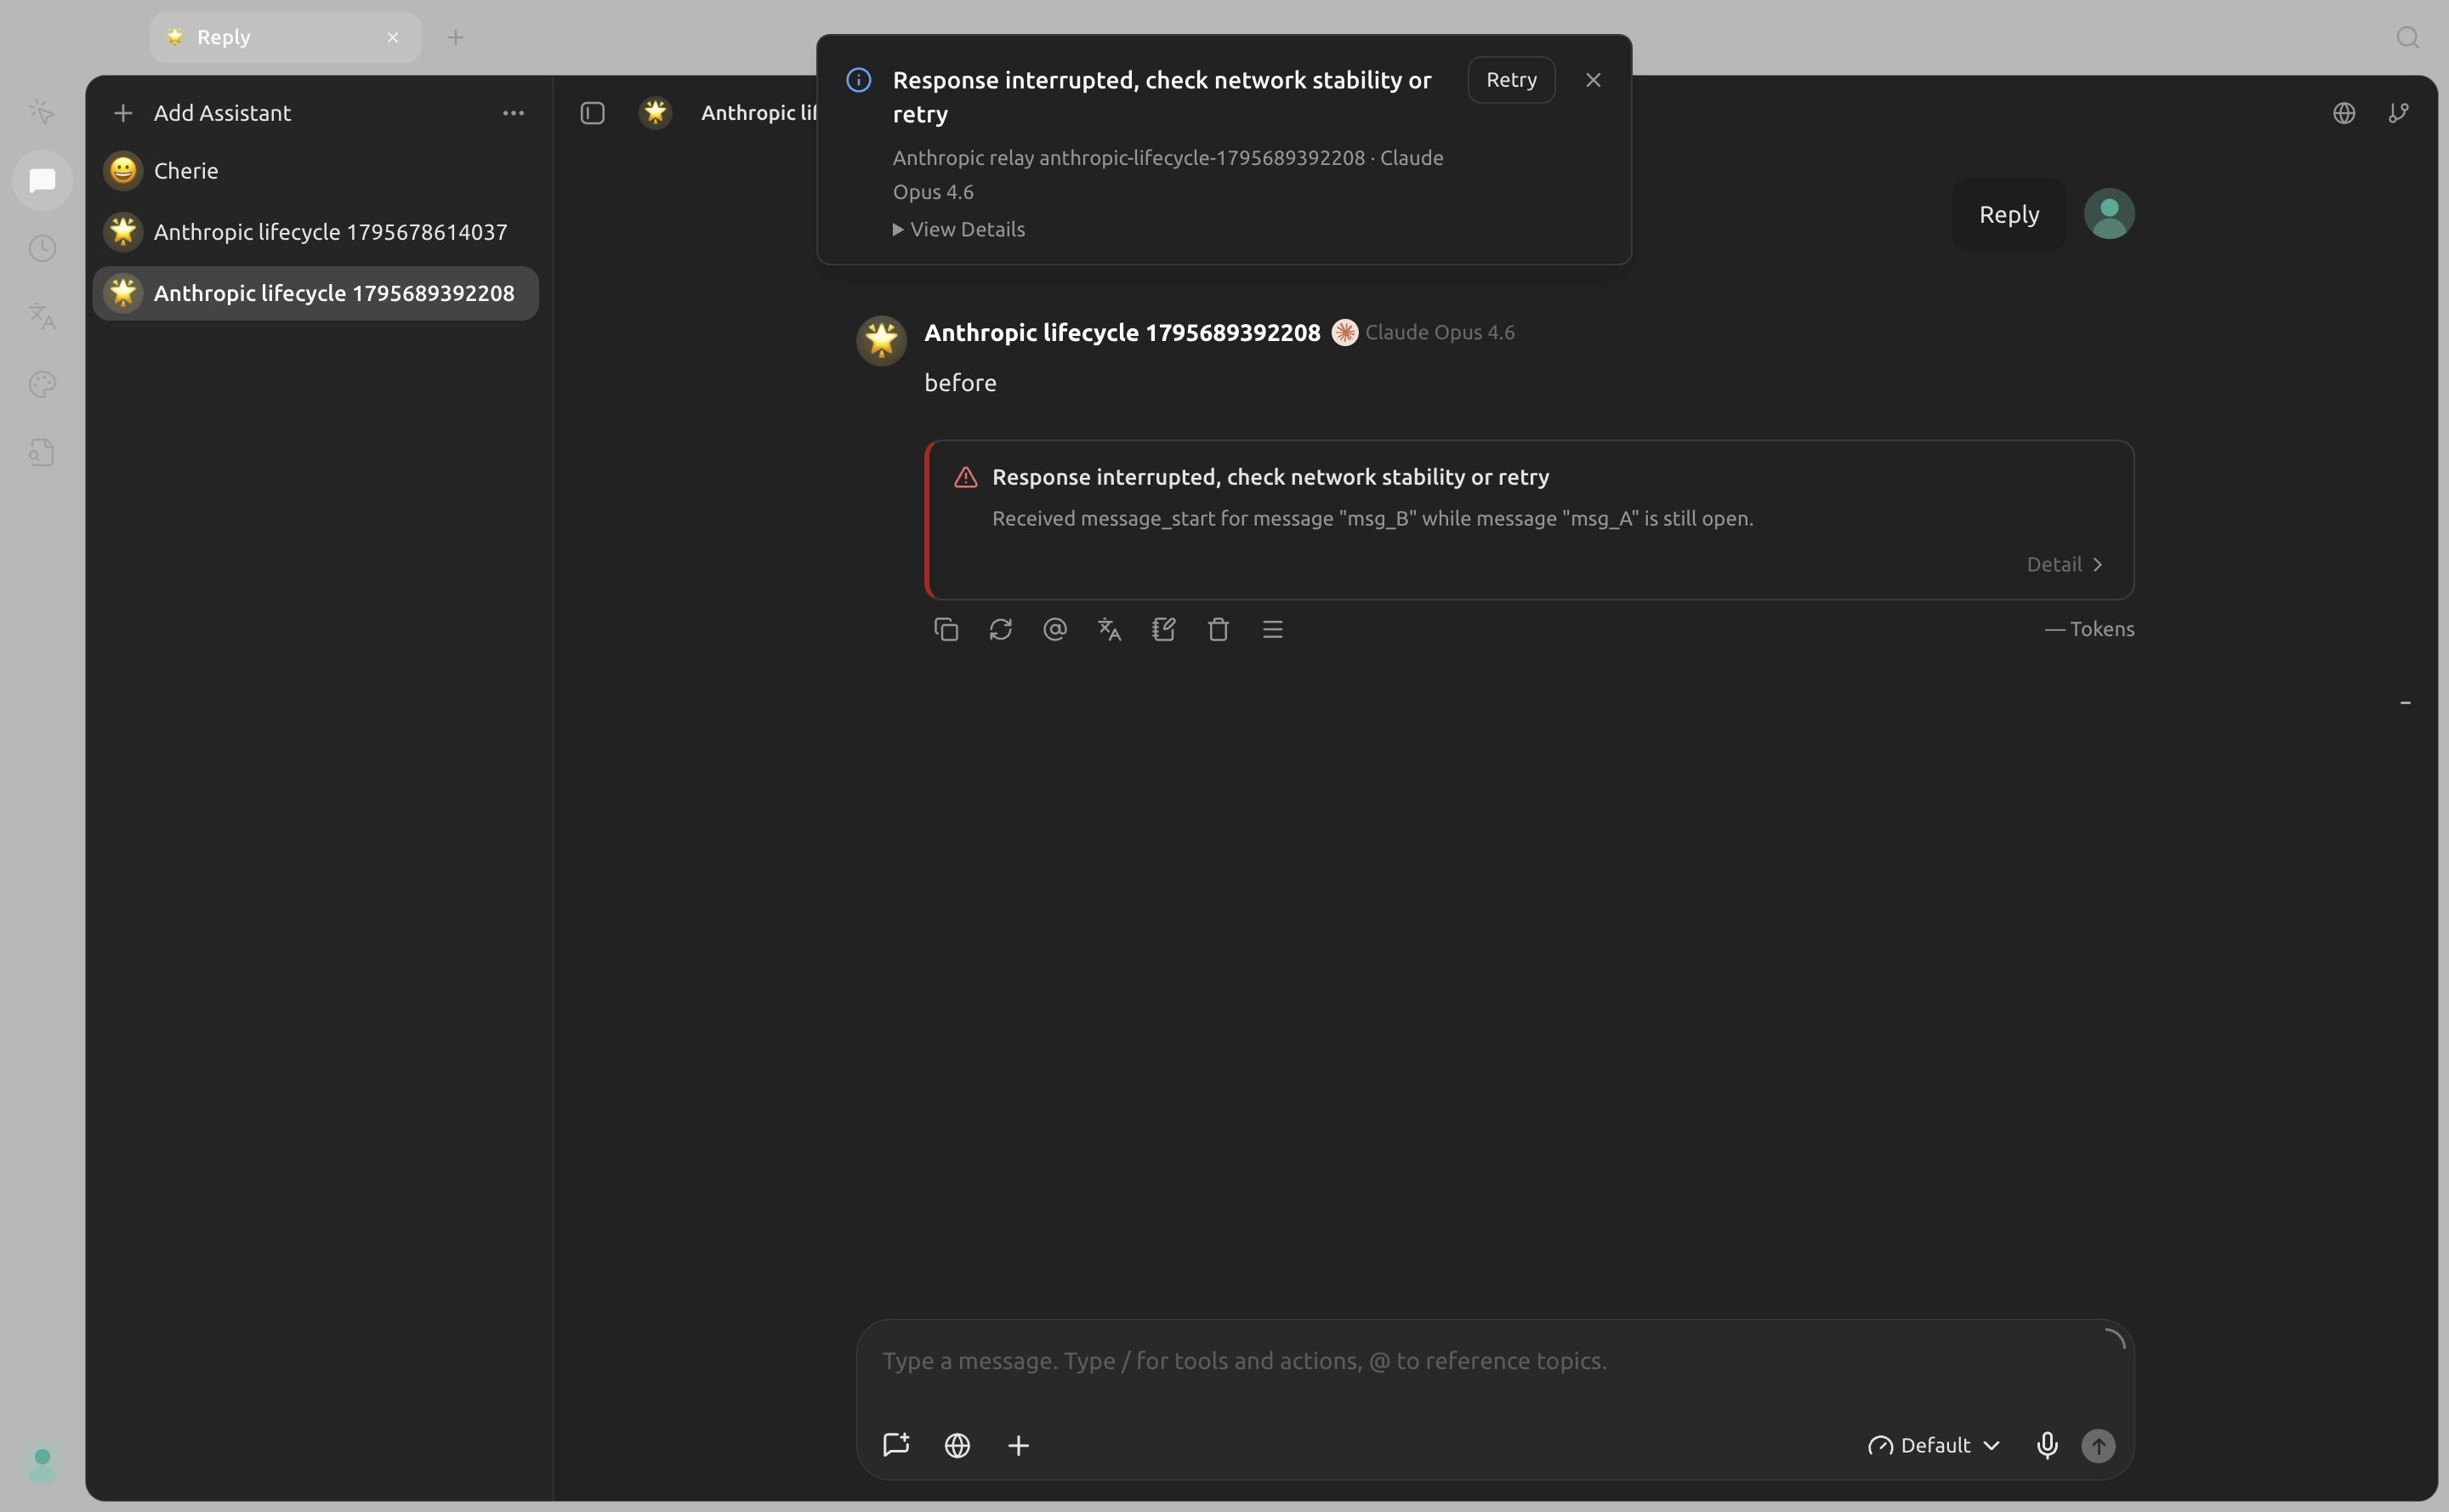 Reply
Add Assistant
Cherie
Anthropic lifecycle 1795678614037
Anthropic lifecycle 1795689392208
Response interrupted, check network stability or
retry
Anthropic relay anthropic-lifecycle-1795689392208 · Claude
Opus 4.6
View Details
Retry
Reply
Anthropic lifecycle 1795689392208 Claude Opus 4.6
before
Response interrupted, check network stability or retry
Received message_start for message "msg_B" while message "msg_A" is still open.
Detail
— Tokens
Type a message. Type / for tools and actions, @ to reference topics.
Default